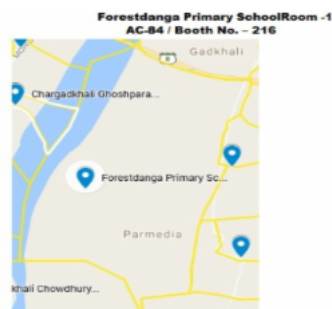 Forestdanga Primary SchoolRoom -1
AC-84 / Booth No. – 216
Gadkhali
Chargadkhali Ghoshpara...
Forestdanga Primary Sc...
Parmedia
khali Chowdhury...